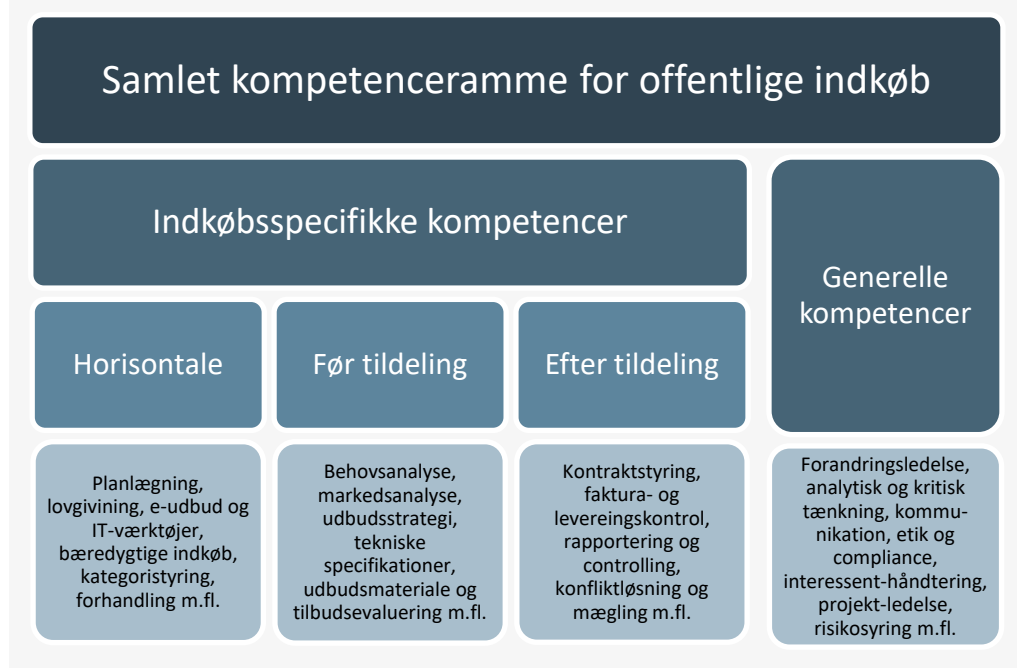 Samlet kompetenceramme for offentlige indkøb
Indkøbsspecifikke kompetencer
Generelle
kompetencer
Horisontale
Før tildeling
Efter tildeling
Planlægning,
lovgivining, e-udbud og
IT-værktøjer,
bæredygtige indkøb,
kategoristyring,
forhandling m.fl.
Behovsanalyse,
markedsanalyse,
udbudsstrategi,
tekniske
specifikationer,
udbudsmateriale og
tilbudsevaluering m.fl.
Kontraktstyring,
faktura- og
levereingskontrol,
rapportering og
controlling,
konfliktløsning og
mægling m.fl.
Forandringsledelse,
analytisk og kritisk
tænkning, kommu-
nikation, etik og
compliance,
interessent-håndtering,
projekt-ledelse,
risikosyring m.fl.